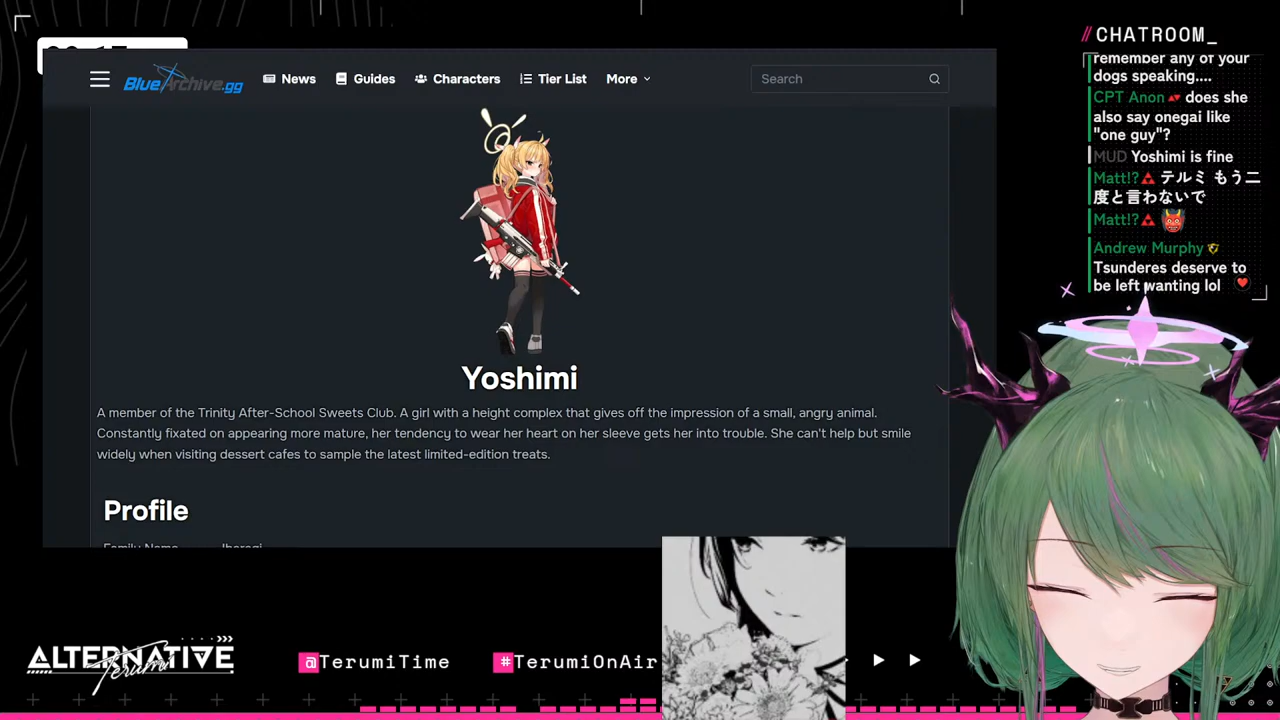 // CHATROOM_
remember any of your
dogs speaking....
CPT Anon does she
also say onegai like
"one guy"?
MUD Yoshimi is fine
Matt!? テルミ もう二
度と言わないで
Matt!?
Andrew Murphy
Tsunderes deserve to
be left wanting lol
BlueArchive.gg
News
Guides
Characters
Tier List
More
Search
Yoshimi
A member of the Trinity After-School Sweets Club. A girl with a height complex that gives off the impression of a small, angry animal.
Constantly fixated on appearing more mature, her tendency to wear her heart on her sleeve gets her into trouble. She can't help but smile
widely when visiting dessert cafes to sample the latest limited-edition treats.
Profile
Family Name Ibaragi
ALTERNATIVE
Terumi
@TerumiTime
#TerumiOnAir